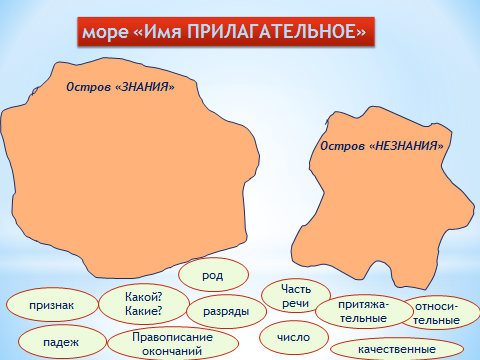 море «Имя ПРИЛАГАТЕЛЬНОЕ»
Остров «ЗНАНИЯ»
Остров «НЕЗНАНИЯ»
род
признак
Какой?
Какие?
разряды
Часть
речи
притяжа-
тельные
относи-
тельные
падеж
Правописание
окончаний
число
качественные